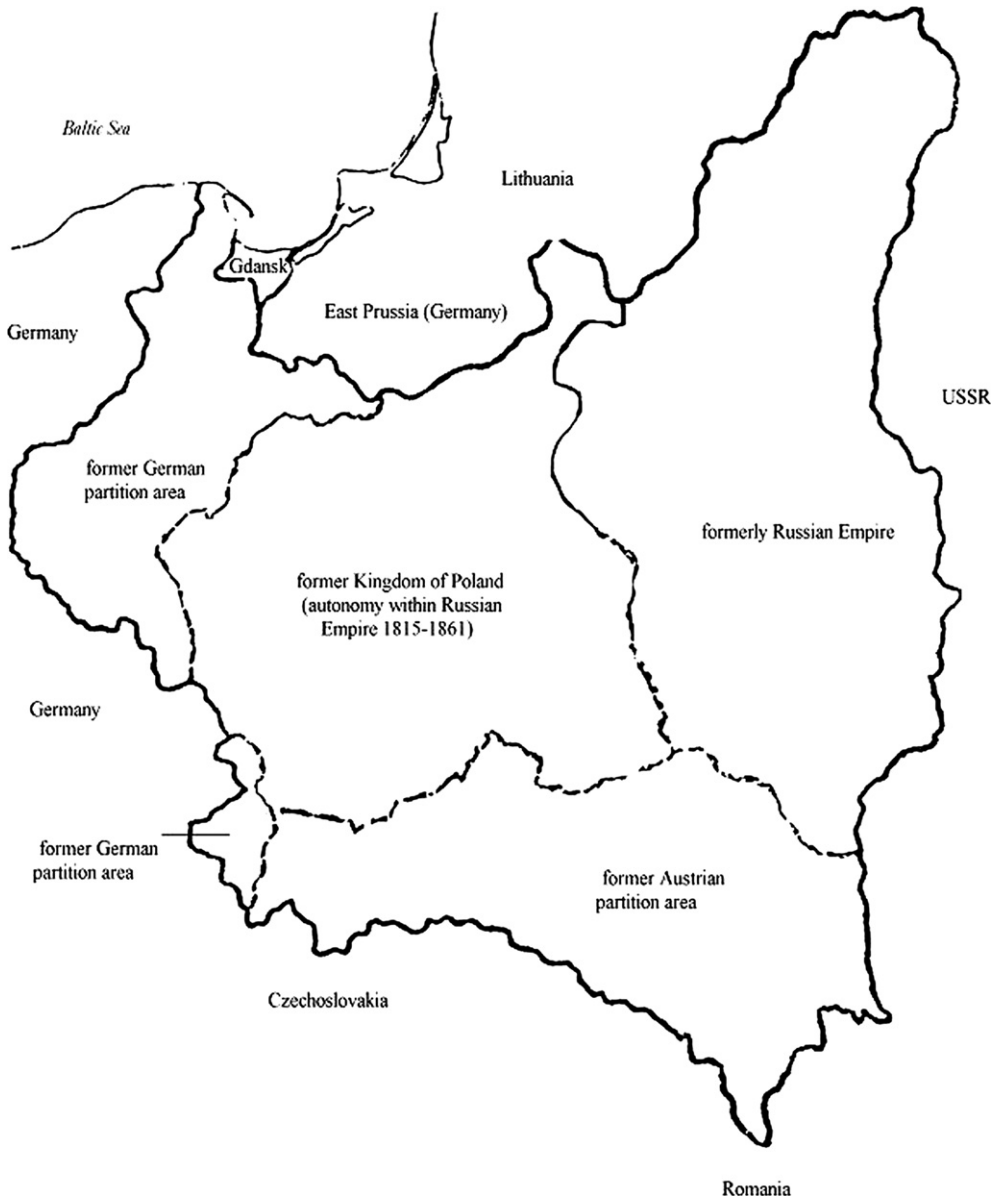 Baltic Sea
Lithuania
Gdansk
East Prussia (Germany)
Germany
USSR
former German
partition area
formerly Russian Empire
former Kingdom of Poland
(autonomy within Russian
Empire 1815-1861)
Germany
former German
partition area
former Austrian
partition area
Czechoslovakia
Romania